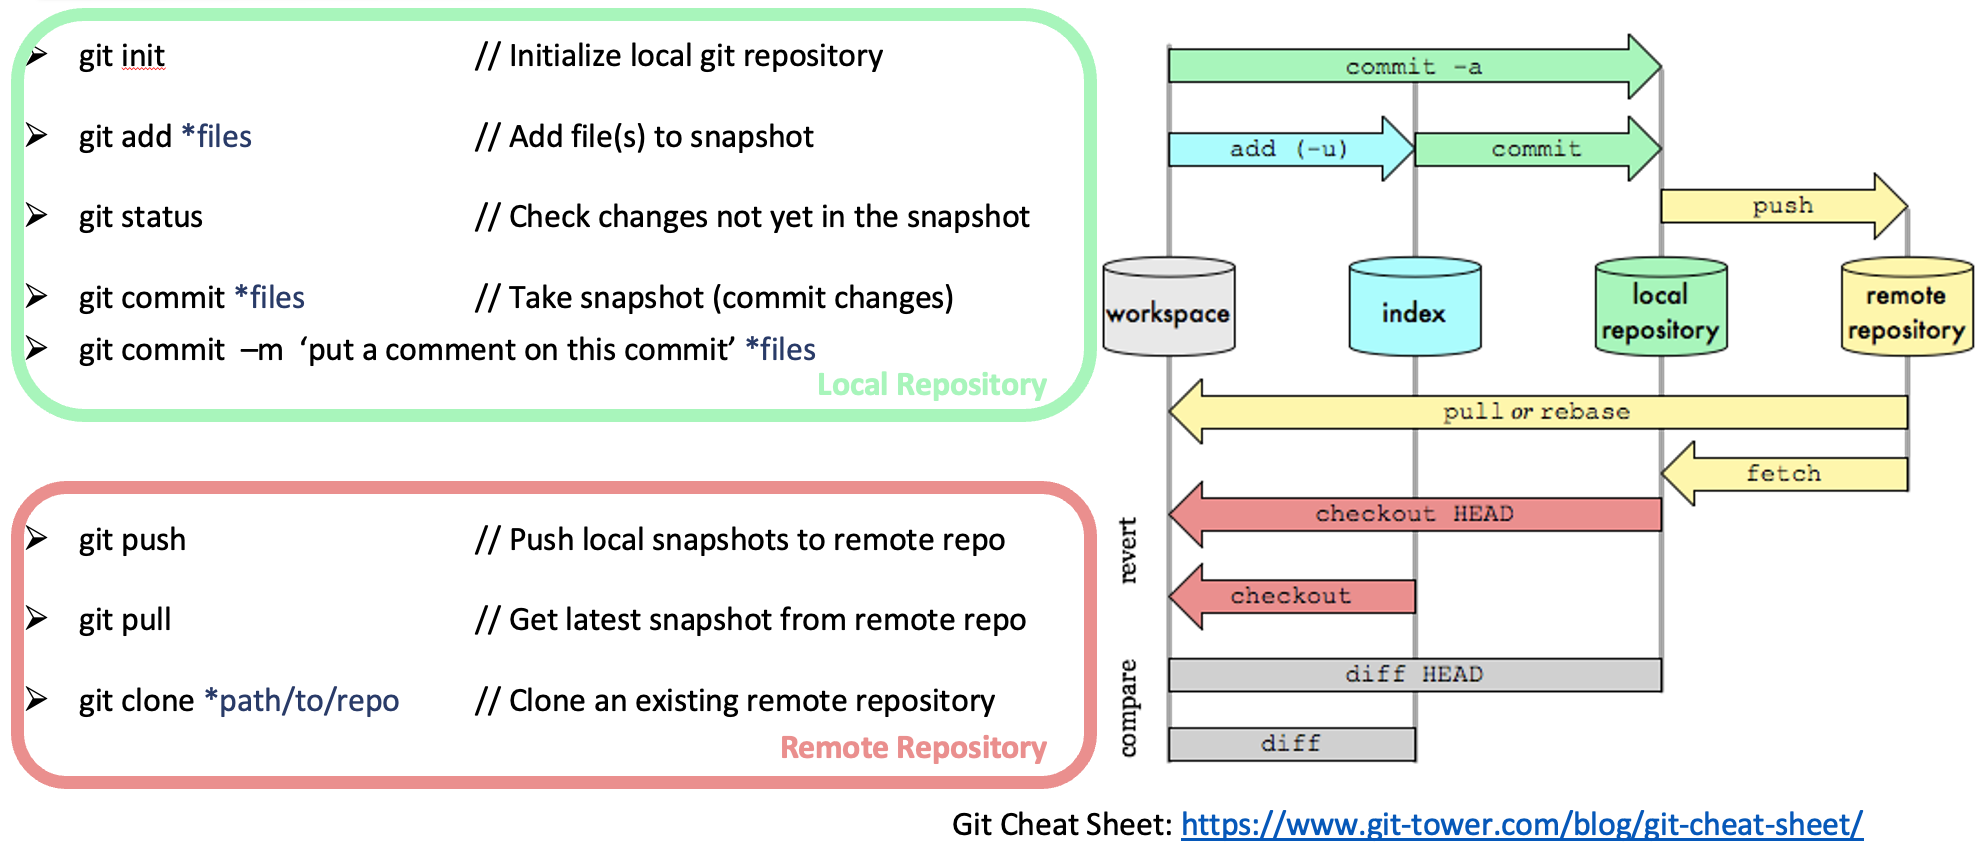 ➢ git init // Initialize local git repository
➢ git add *files // Add file(s) to snapshot
➢ git status // Check changes not yet in the snapshot
➢ git commit *files // Take snapshot (commit changes)
➢ git commit –m ‘put a comment on this commit’ *files
Local Repository
➢ git push // Push local snapshots to remote repo
➢ git pull // Get latest snapshot from remote repo
➢ git clone *path/to/repo // Clone an existing remote repository
Remote Repository
commit -a
add (-u) commit
push
workspace
index
local
repository
remote
repository
pull or rebase
fetch
revert
checkout HEAD
checkout
compare
diff HEAD
diff
Git Cheat Sheet: https://www.git-tower.com/blog/git-cheat-sheet/